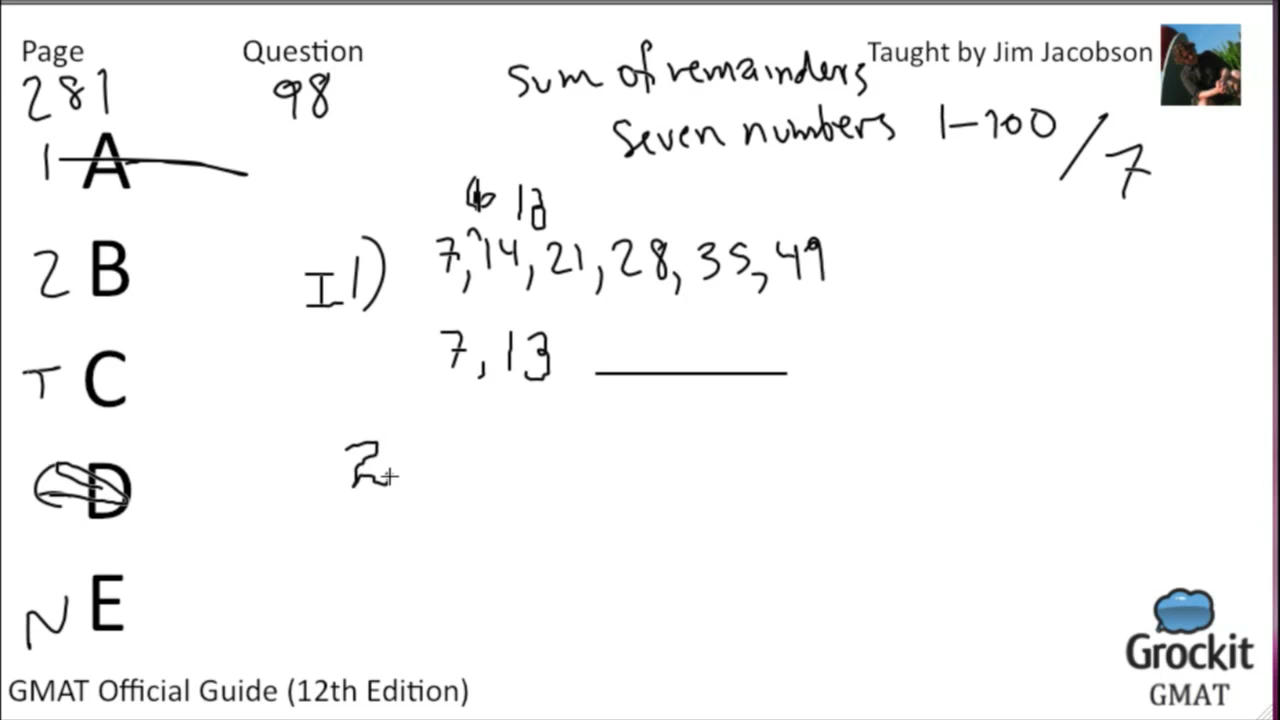 Page Question Taught by Jim Jacobson
281 98 sum of remainders
seven numbers 1-100 / 7
1 A
13
2 B I 1) 7, 14, 21, 28, 35, 49
T C 7, 13
2
D
N E
Grockit
GMAT
GMAT Official Guide (12th Edition)